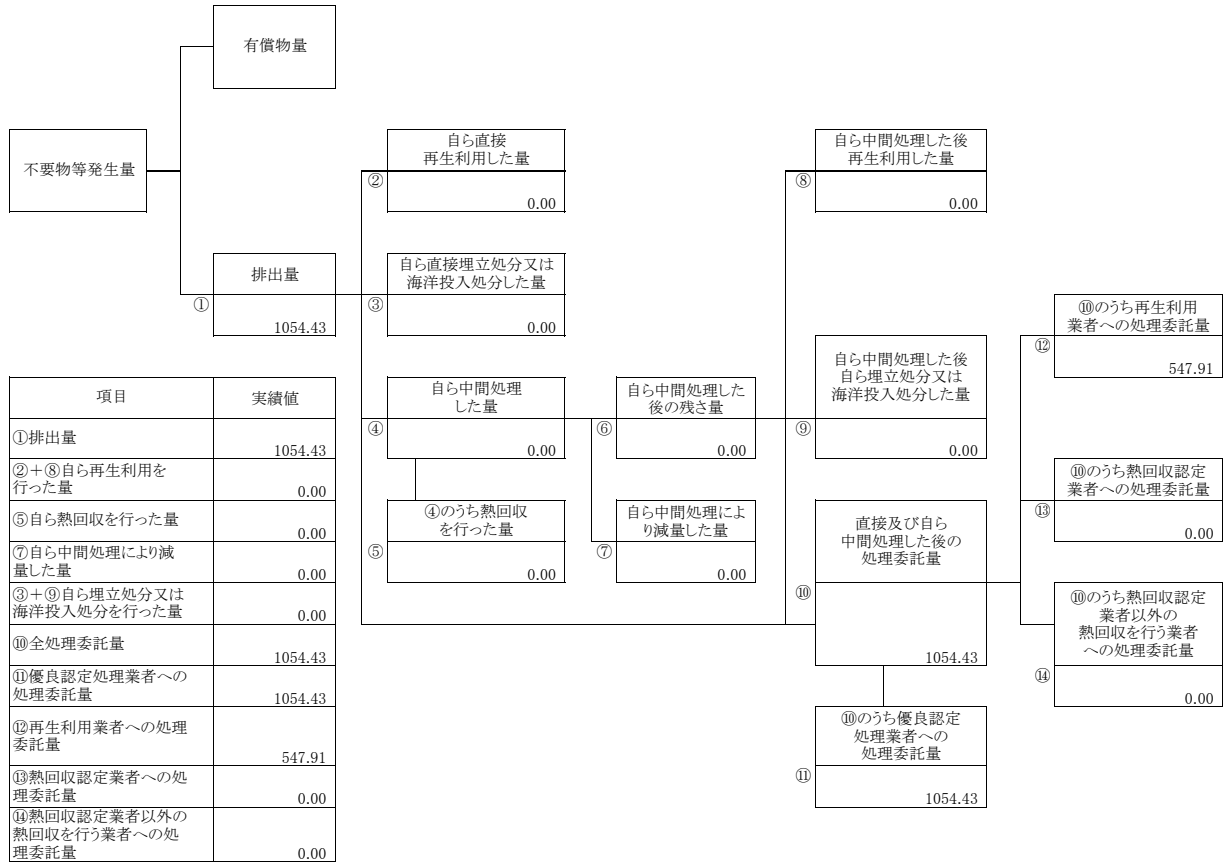 有償物量
不要物等発生量
排出量
①
1054.43
自ら直接
再生利用した量
②
0.00
自ら直接埋立処分又は
海洋投入処分した量
③
0.00
自ら中間処理
した量
④
0.00
④のうち熱回収
を行った量
⑤
0.00
自ら中間処理した
後の残さ量
⑥
0.00
自ら中間処理によ
り減量した量
⑦
0.00
自ら中間処理した後
再生利用した量
⑧
0.00
自ら中間処理した後
自ら埋立処分又は
海洋投入処分した量
⑨
0.00
直接及び自ら
中間処理した後の
処理委託量
⑩
1054.43
⑩のうち優良認定
処理業者への
処理委託量
⑪
1054.43
⑩のうち再生利用
業者への処理委託量
⑫
547.91
⑩のうち熱回収認定
業者への処理委託量
⑬
0.00
⑩のうち熱回収認定
業者以外の
熱回収を行う業者
への処理委託量
⑭
0.00
項目 実績値
①排出量
1054.43
②＋⑧自ら再生利用を
行った量
0.00
⑤自ら熱回収を行った量
0.00
⑦自ら中間処理により減
量した量
0.00
③＋⑨自ら埋立処分又は
海洋投入処分を行った量
0.00
⑩全処理委託量
1054.43
⑪優良認定処理業者への
処理委託量
1054.43
⑫再生利用業者への処理
委託量
547.91
⑬熱回収認定業者への処
理委託量
0.00
⑭熱回収認定業者以外の
熱回収を行う業者への処
理委託量
0.00